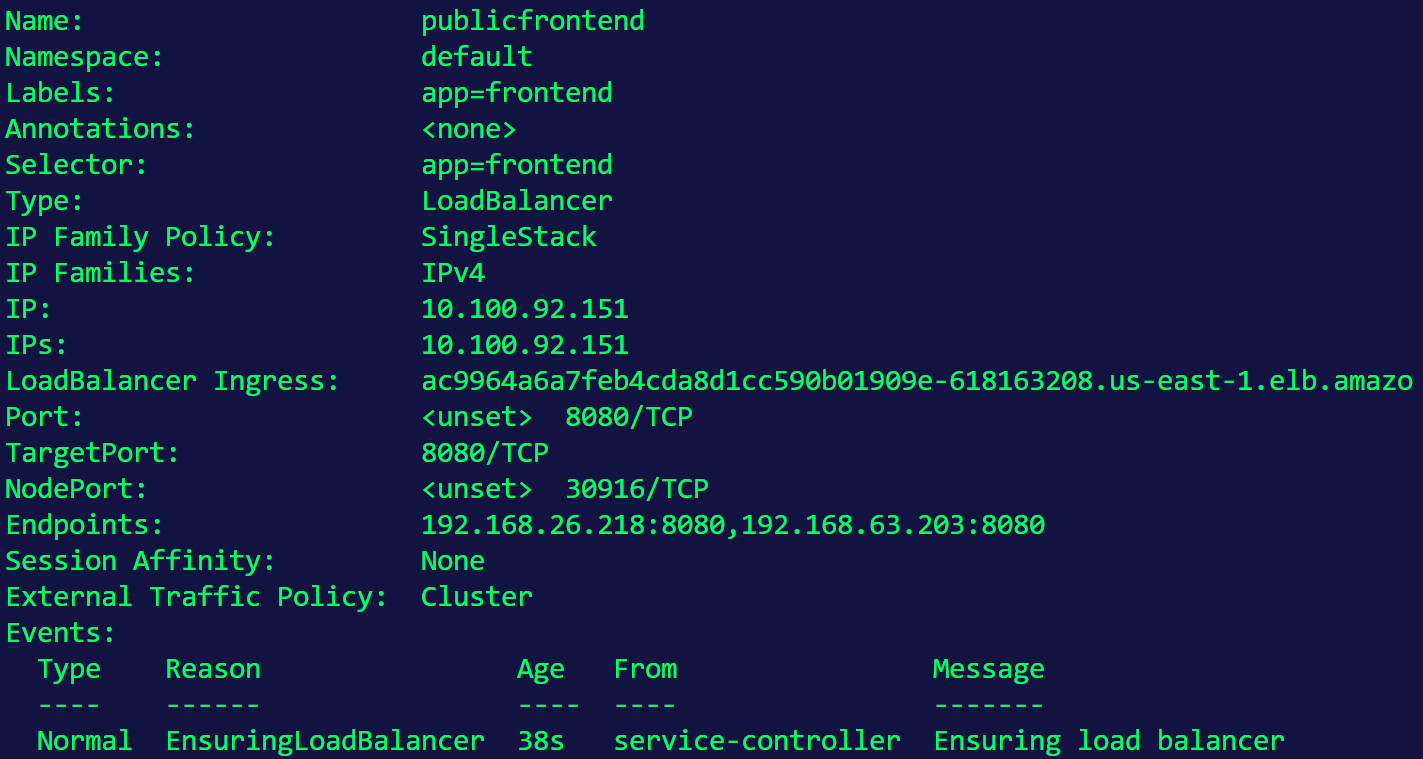 Name:                     publicfrontend
Namespace:                default
Labels:                   app=frontend
Annotations:              <none>
Selector:                 app=frontend
Type:                     LoadBalancer
IP Family Policy:         SingleStack
IP Families:              IPv4
IP:                       10.100.92.151
IPs:                      10.100.92.151
LoadBalancer Ingress:     ac9964a6a7feb4cda8d1cc590b01909e-618163208.us-east-1.elb.amazo
Port:                     <unset>  8080/TCP
TargetPort:               8080/TCP
NodePort:                 <unset>  30916/TCP
Endpoints:                192.168.26.218:8080,192.168.63.203:8080
Session Affinity:         None
External Traffic Policy:  Cluster
Events:
  Type    Reason                Age   From                Message
  ----    ------                ----  ----                -------
  Normal  EnsuringLoadBalancer  38s   service-controller  Ensuring load balancer